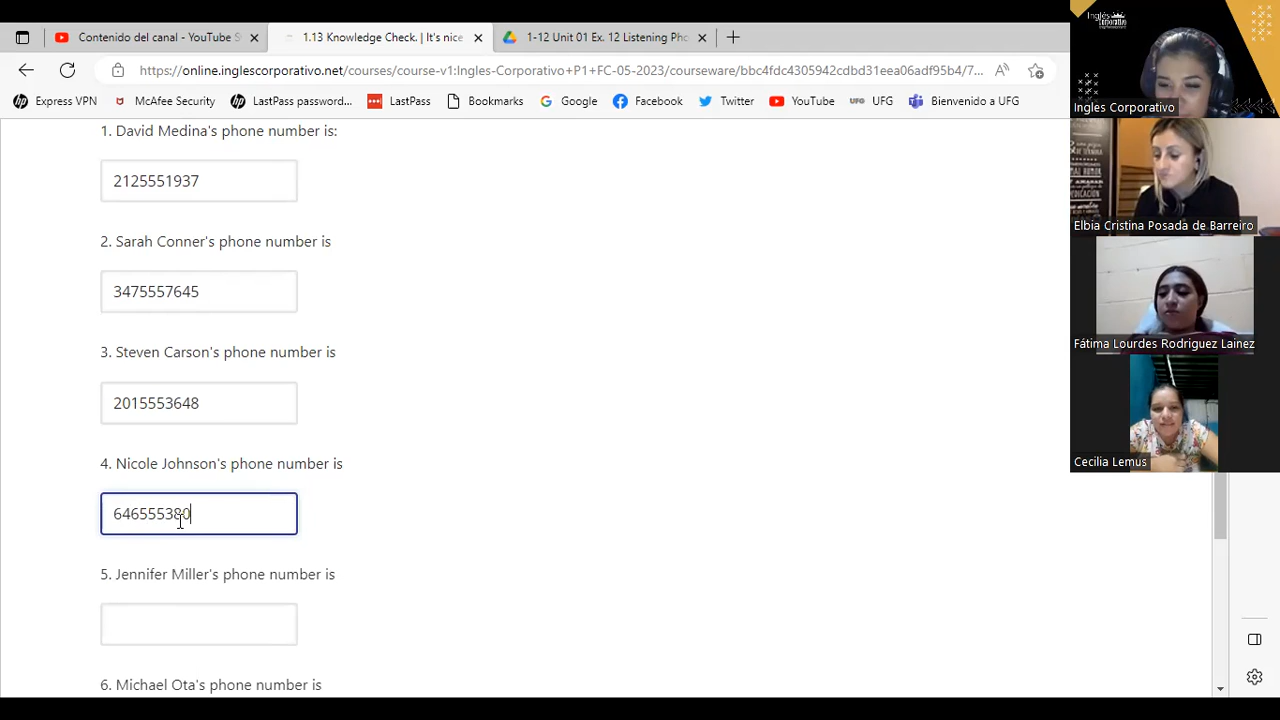 Contenido del canal - YouTube S
1.13 Knowledge Check. | It's nice
1-12 Unit 01 Ex. 12 Listening Pho
https://online.inglescorporativo.net/courses/course-v1:Ingles-Corporativo+P1+FC-05-2023/courseware/bbc4fdc4305942cdbd31eea06adf95b4/7...
Express VPN
McAfee Security
LastPass password...
LastPass
Bookmarks
Google
Facebook
Twitter
YouTube
UFG
Bienvenido a UFG
1. David Medina's phone number is:
2125551937
2. Sarah Conner's phone number is
3475557645
3. Steven Carson's phone number is
2015553648
4. Nicole Johnson's phone number is
646555380
5. Jennifer Miller's phone number is
6. Michael Ota's phone number is
Inglés
Corporativo
Ingles Corporativo
Elbia Cristina Posada de Barreiro
Fátima Lourdes Rodriguez Lainez
Cecilia Lemus